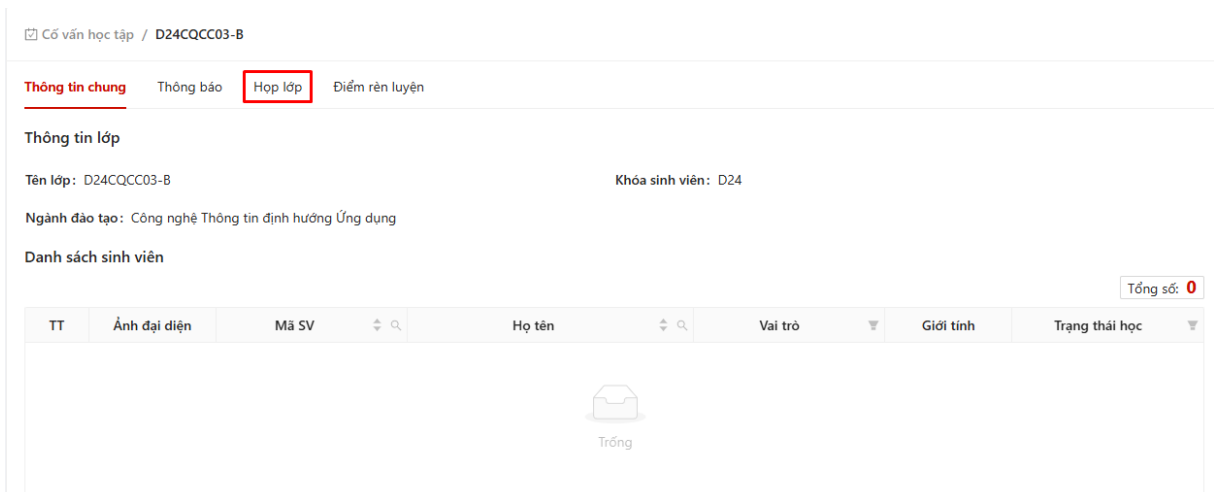 Cố vấn học tập / D24CQCC03-B
Thông tin chung Thông báo Họp lớp Điểm rèn luyện
Thông tin lớp
Tên lớp: D24CQCC03-B Khóa sinh viên: D24
Ngành đào tạo: Công nghệ Thông tin định hướng Ứng dụng
Danh sách sinh viên
Tổng số: 0
TT Ảnh đại diện Mã SV Họ tên Vai trò Giới tính Trạng thái học
Trống